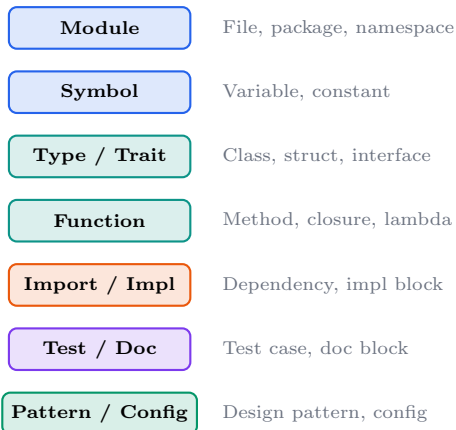 Module File, package, namespace
Symbol Variable, constant
Type / Trait Class, struct, interface
Function Method, closure, lambda
Import / Impl Dependency, impl block
Test / Doc Test case, doc block
Pattern / Config Design pattern, config